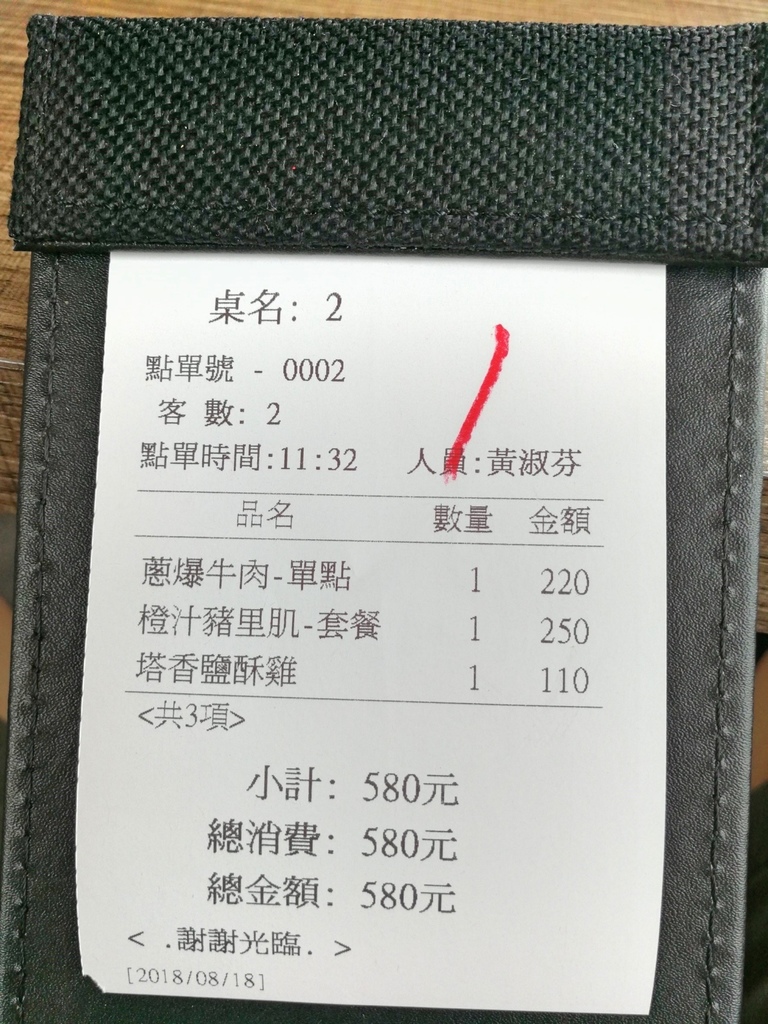 桌名: 2
點單號 - 0002
客 數: 2
點單時間:11:32 人員:黃淑芬
品名 數量 金額
蔥爆牛肉-單點 1 220
橙汁豬里肌-套餐 1 250
塔香鹽酥雞 1 110
<共3項>
小計: 580元
總消費: 580元
總金額: 580元
< .謝謝光臨. >
[2018/08/18]